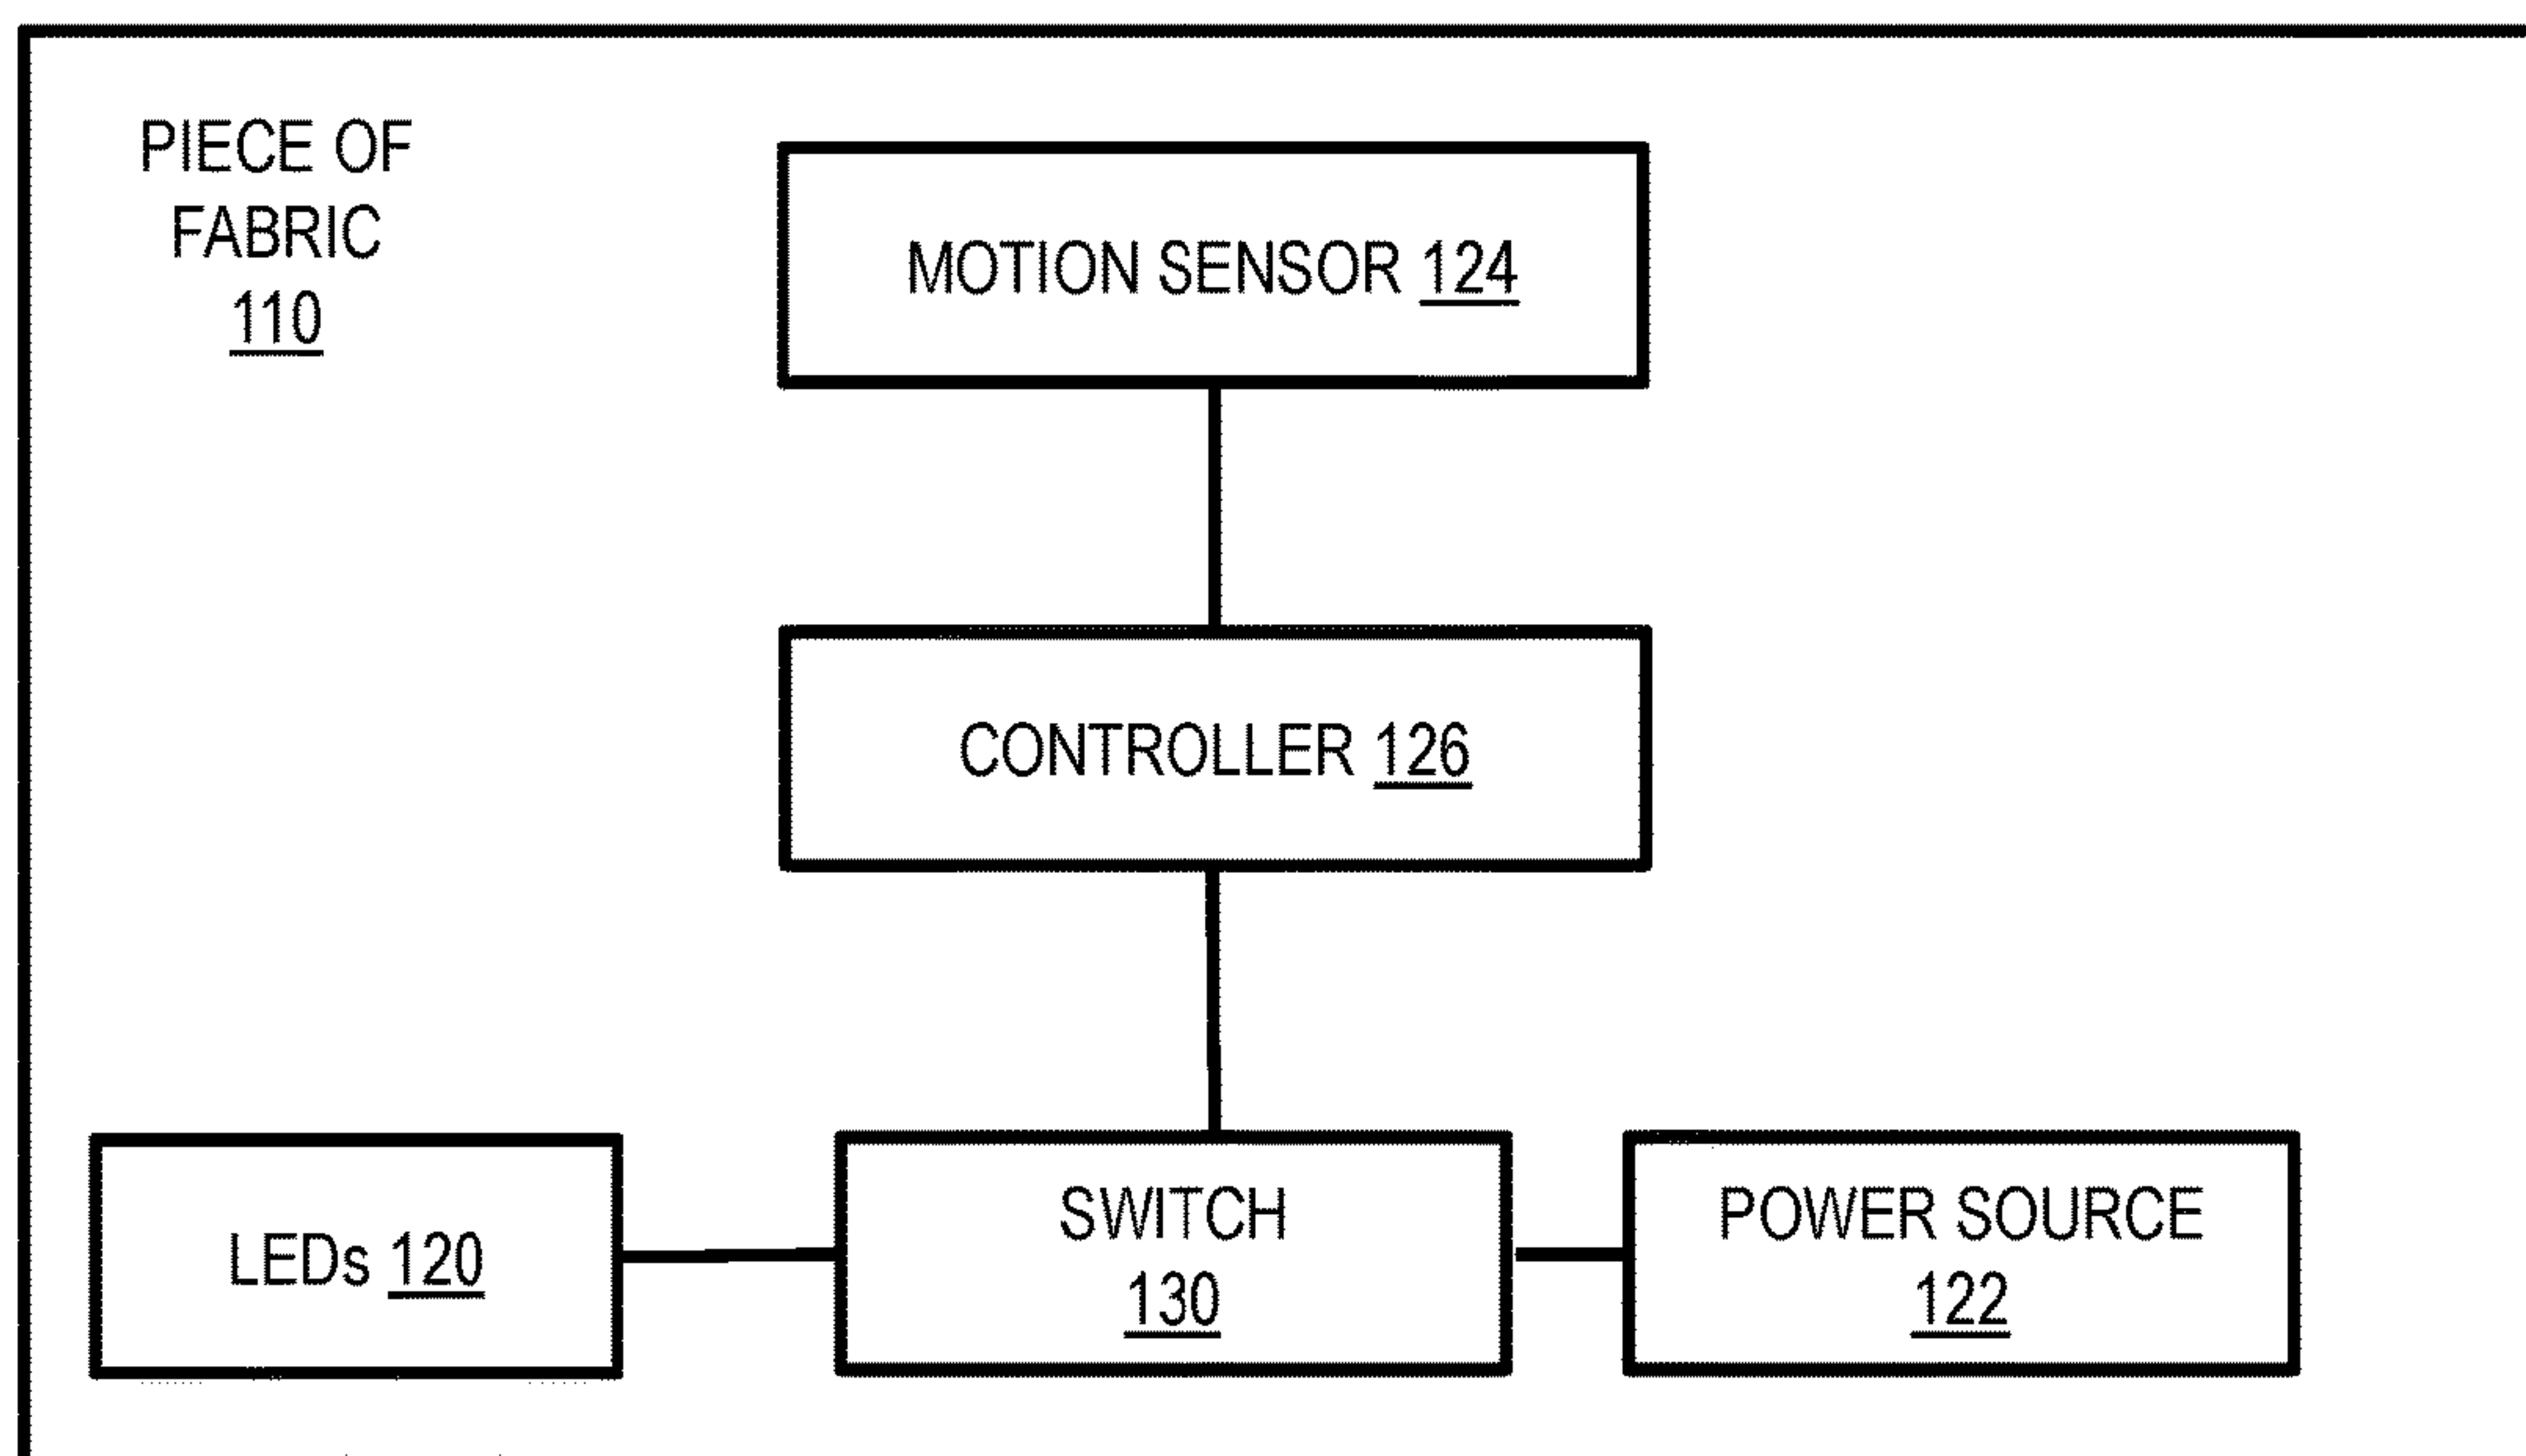 PIECE OF
FABRIC
110
MOTION SENSOR 124
CONTROLLER 126
LEDs 120
SWITCH
130
POWER SOURCE
122